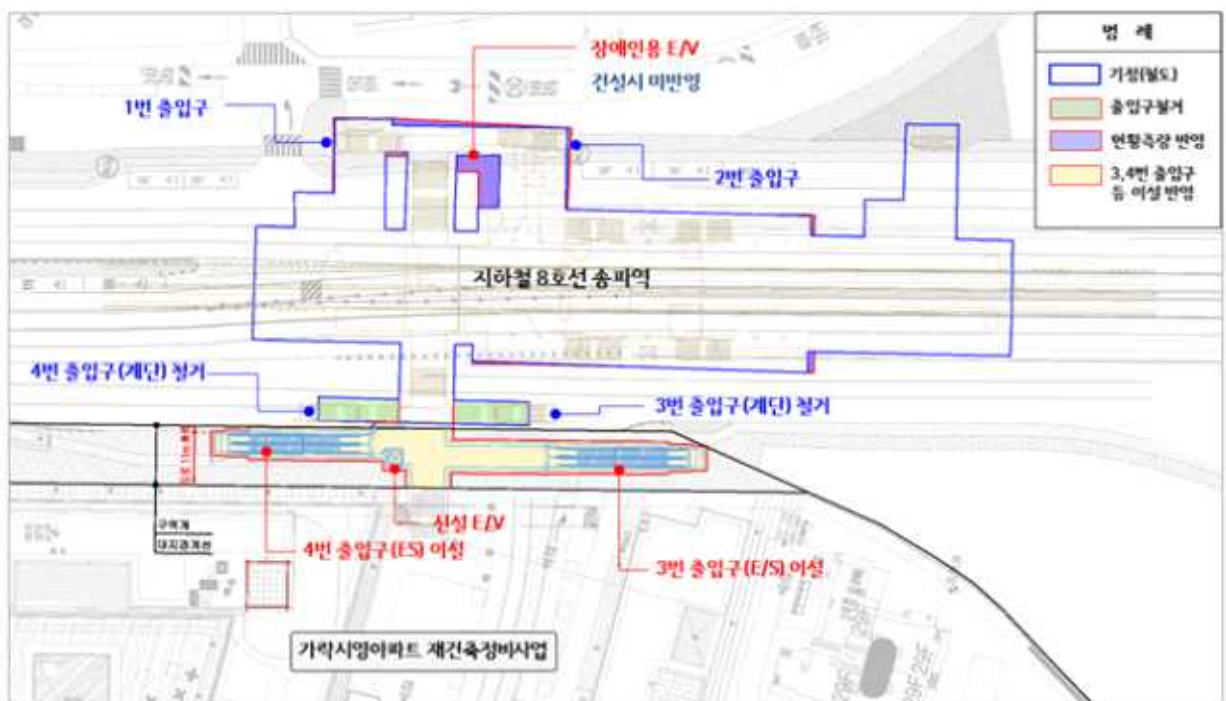 범 례
기정(철도)
출입구철거
현황측량 반영
3,4번 출입구
등 이설 반영
장애인용 E/V
건설시 미반영
1번 출입구
2번 출입구
지하철 8호선 송파역
4번 출입구(계단) 철거
3번 출입구(계단) 철거
구역계
대지경계선
신설 E/V
4번 출입구(ES) 이설
3번 출입구(E/S) 이설
가락시영아파트 재건축정비사업
29F
29F